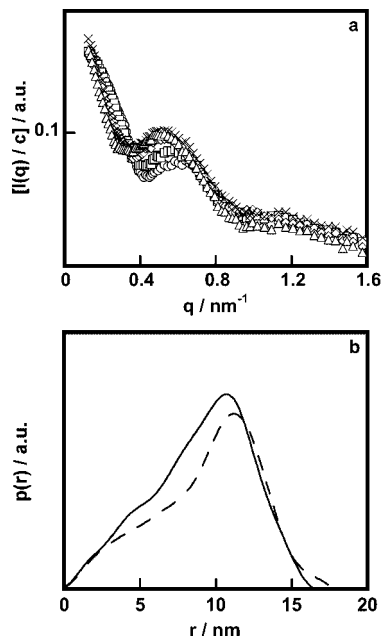 a
[I(q) / c] / a.u.
0.1
0 0.4 0.8 1.2 1.6
q / nm⁻¹
b
p(r) / a.u.
0 5 10 15 20
r / nm